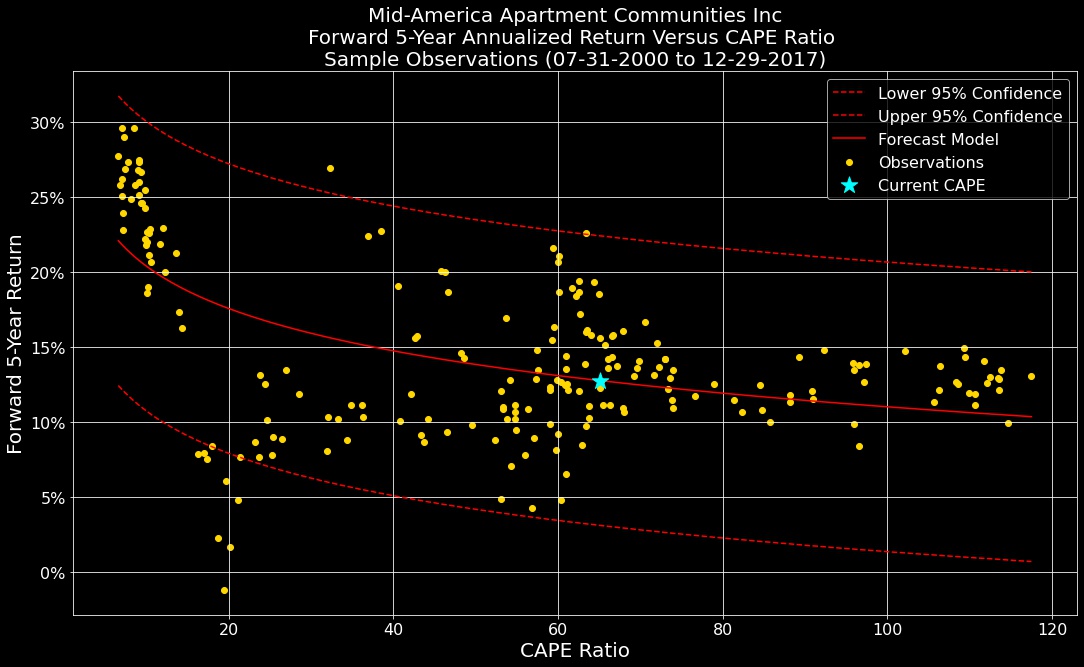 Mid-America Apartment Communities Inc
Forward 5-Year Annualized Return Versus CAPE Ratio
Sample Observations (07-31-2000 to 12-29-2017)
Lower 95% Confidence
Upper 95% Confidence
Forecast Model
Observations
Current CAPE
Forward 5-Year Return
30%
25%
20%
15%
10%
5%
0%
20 40 60 80 100 120
CAPE Ratio